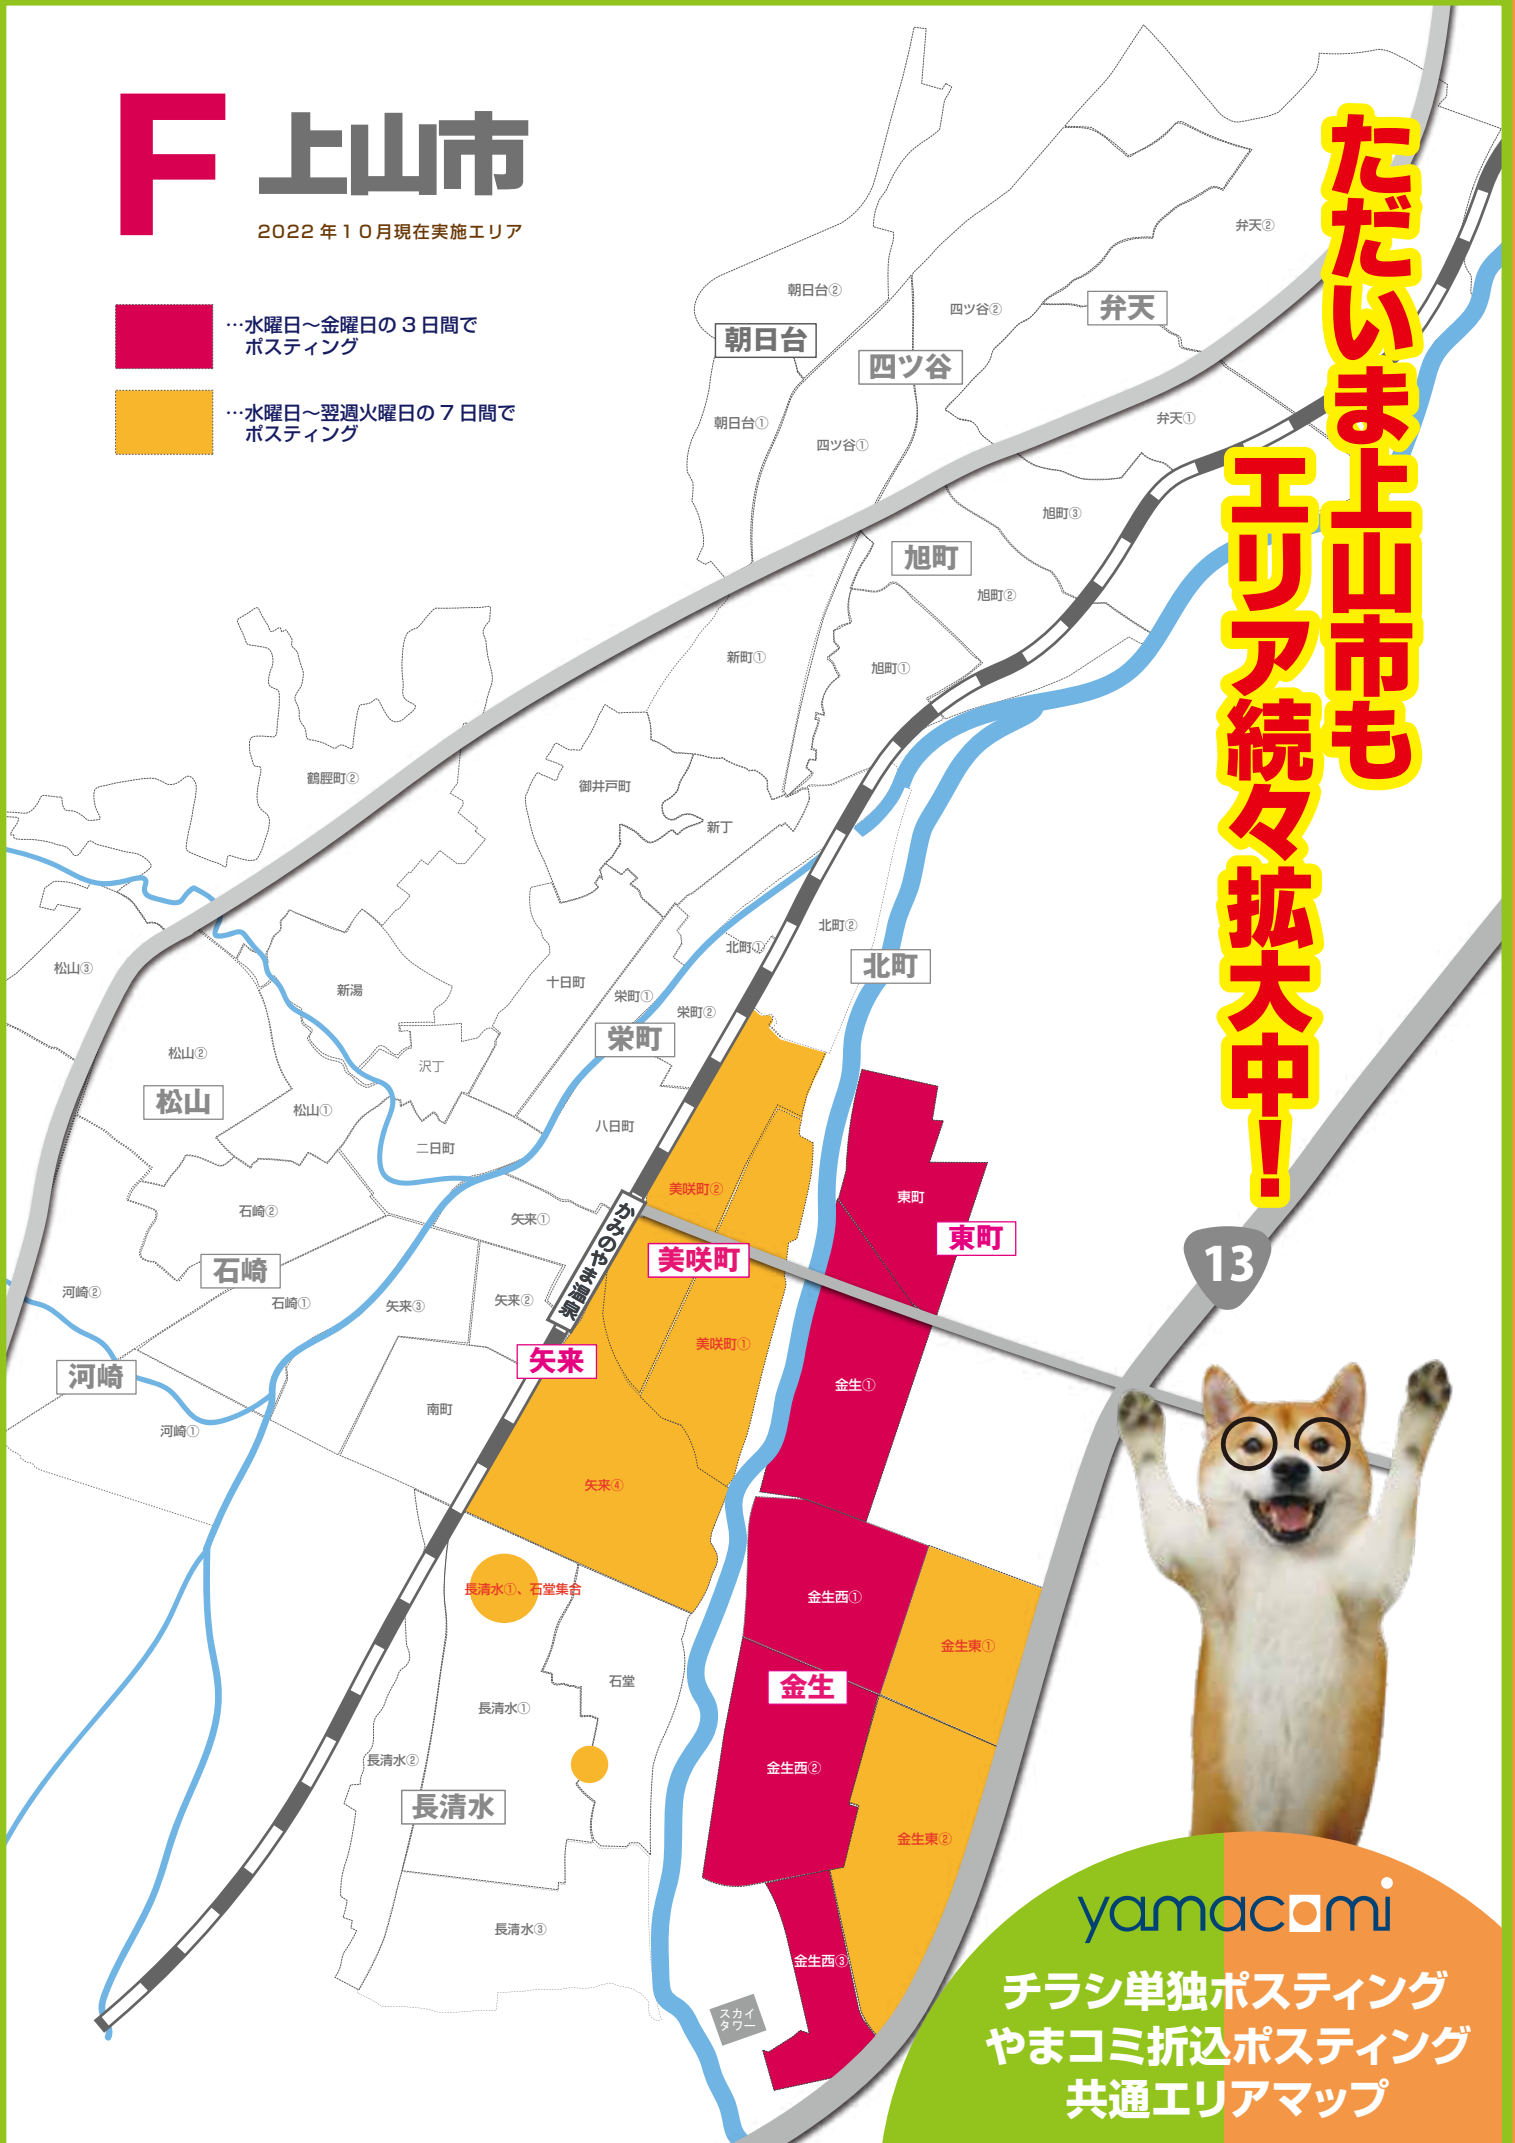 F 上山市
2022年10月現在実施エリア
…水曜日～金曜日の3日間で
ポスティング
…水曜日～翌週火曜日の7日間で
ポスティング
ただいま上山市も
エリア続々拡大中！
弁天②
朝日台②
四ツ谷②
弁天
朝日台
四ツ谷
朝日台①
弁天①
四ツ谷①
旭町③
旭町
旭町②
新町①
旭町①
鶴脛町②
御井戸町
新丁
北町②
北町①
北町
松山③
新湯
十日町
栄町①
栄町②
栄町
松山②
沢丁
松山
松山①
八日町
二日町
美咲町②
東町
石崎②
矢来①
かみのやま温泉
東町
美咲町
13
石崎
河崎②
石崎①
矢来③
矢来②
美咲町①
矢来
河崎
金生①
南町
河崎①
矢来④
長清水①、石堂集合
金生西①
金生東①
石堂
金生
長清水①
長清水②
金生西②
長清水
金生東②
長清水③
金生西③
スカイ
タワー
yamacomi
チラシ単独ポスティング
やまコミ折込ポスティング
共通エリアマップ